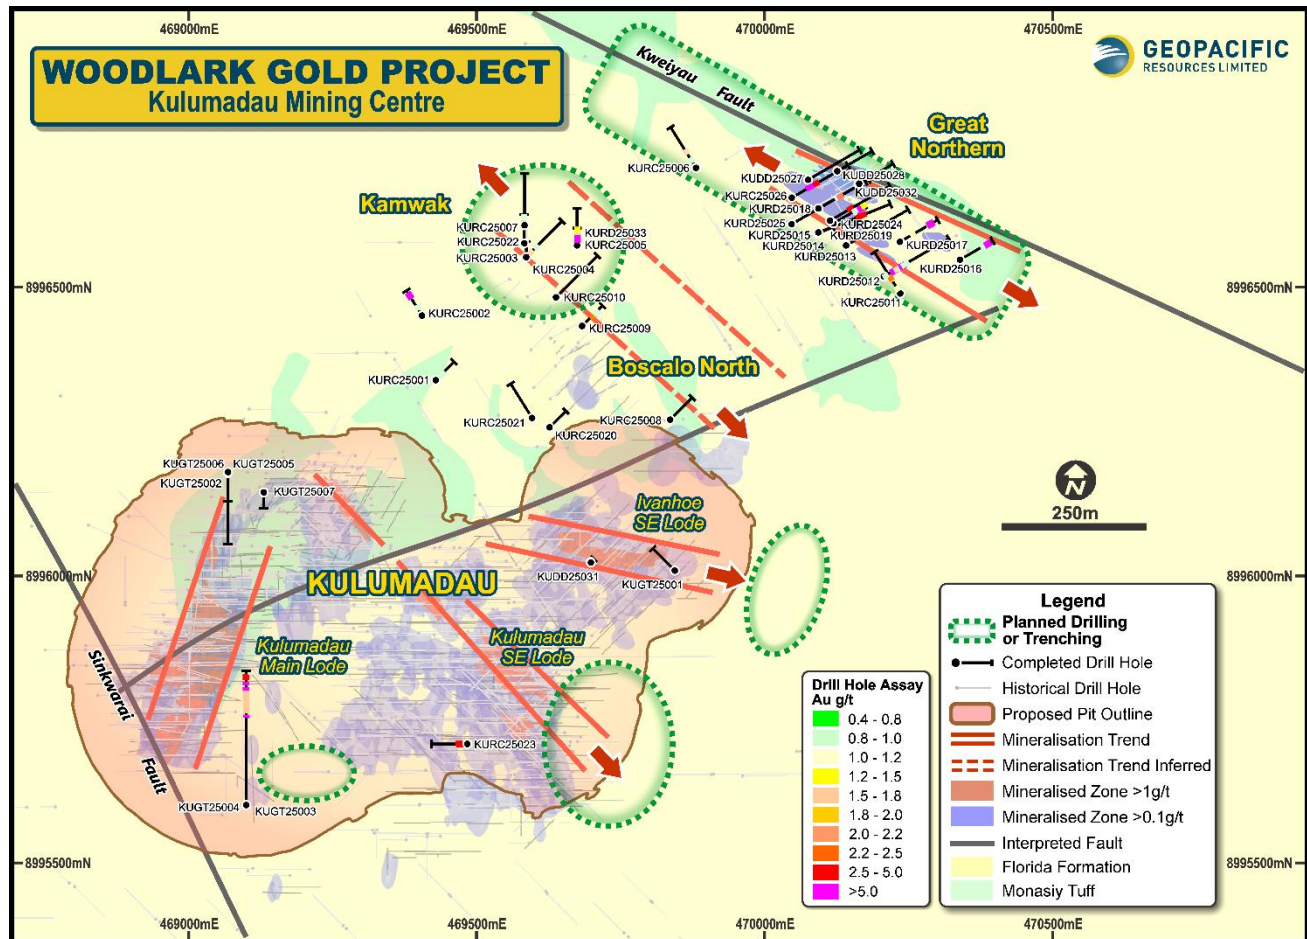 469000mE
469500mE
470000mE
470500mE
WOODLARK GOLD PROJECT
Kulumadau Mining Centre
GEOPACIFIC
RESOURCES LIMITED
Kweiyau
Fault
Great
Northern
KURC25006
KUDD25027
KUDD25028
KUDD25032
KURC25026
KURD25018
KURD25025
KURD25024
KURD25015
KURD25019
KURD25014
KURD25013
KURD25017
KURD25016
KURD25012
KURC25011
Kamwak
KURC25007
KURD25033
KURC25022
KURC25005
KURC25003
KURC25004
KURC25010
KURC25002
KURC25009
8996500mN
8996500mN
Boscalo North
KURC25001
KURC25021
KURC25020
KURC25008
KUGT25006
KUGT25005
KUGT25002
KUGT25007
Ivanhoe
SE Lode
N
250m
KUDD25031
KUGT25001
8996000mN
8996000mN
KULUMADAU
Kulumadau
Main Lode
Kulumadau
SE Lode
Sinkwarai
Fault
KURC25023
KUGT25004
KUGT25003
8995500mN
8995500mN
Drill Hole Assay
Au g/t
0.4 - 0.8
0.8 - 1.0
1.0 - 1.2
1.2 - 1.5
1.5 - 1.8
1.8 - 2.0
2.0 - 2.2
2.2 - 2.5
2.5 - 5.0
>5.0
Legend
Planned Drilling
or Trenching
Completed Drill Hole
Historical Drill Hole
Proposed Pit Outline
Mineralisation Trend
Mineralisation Trend Inferred
Mineralised Zone >1g/t
Mineralised Zone >0.1g/t
Interpreted Fault
Florida Formation
Monasiy Tuff
469000mE
469500mE
470000mE
470500mE